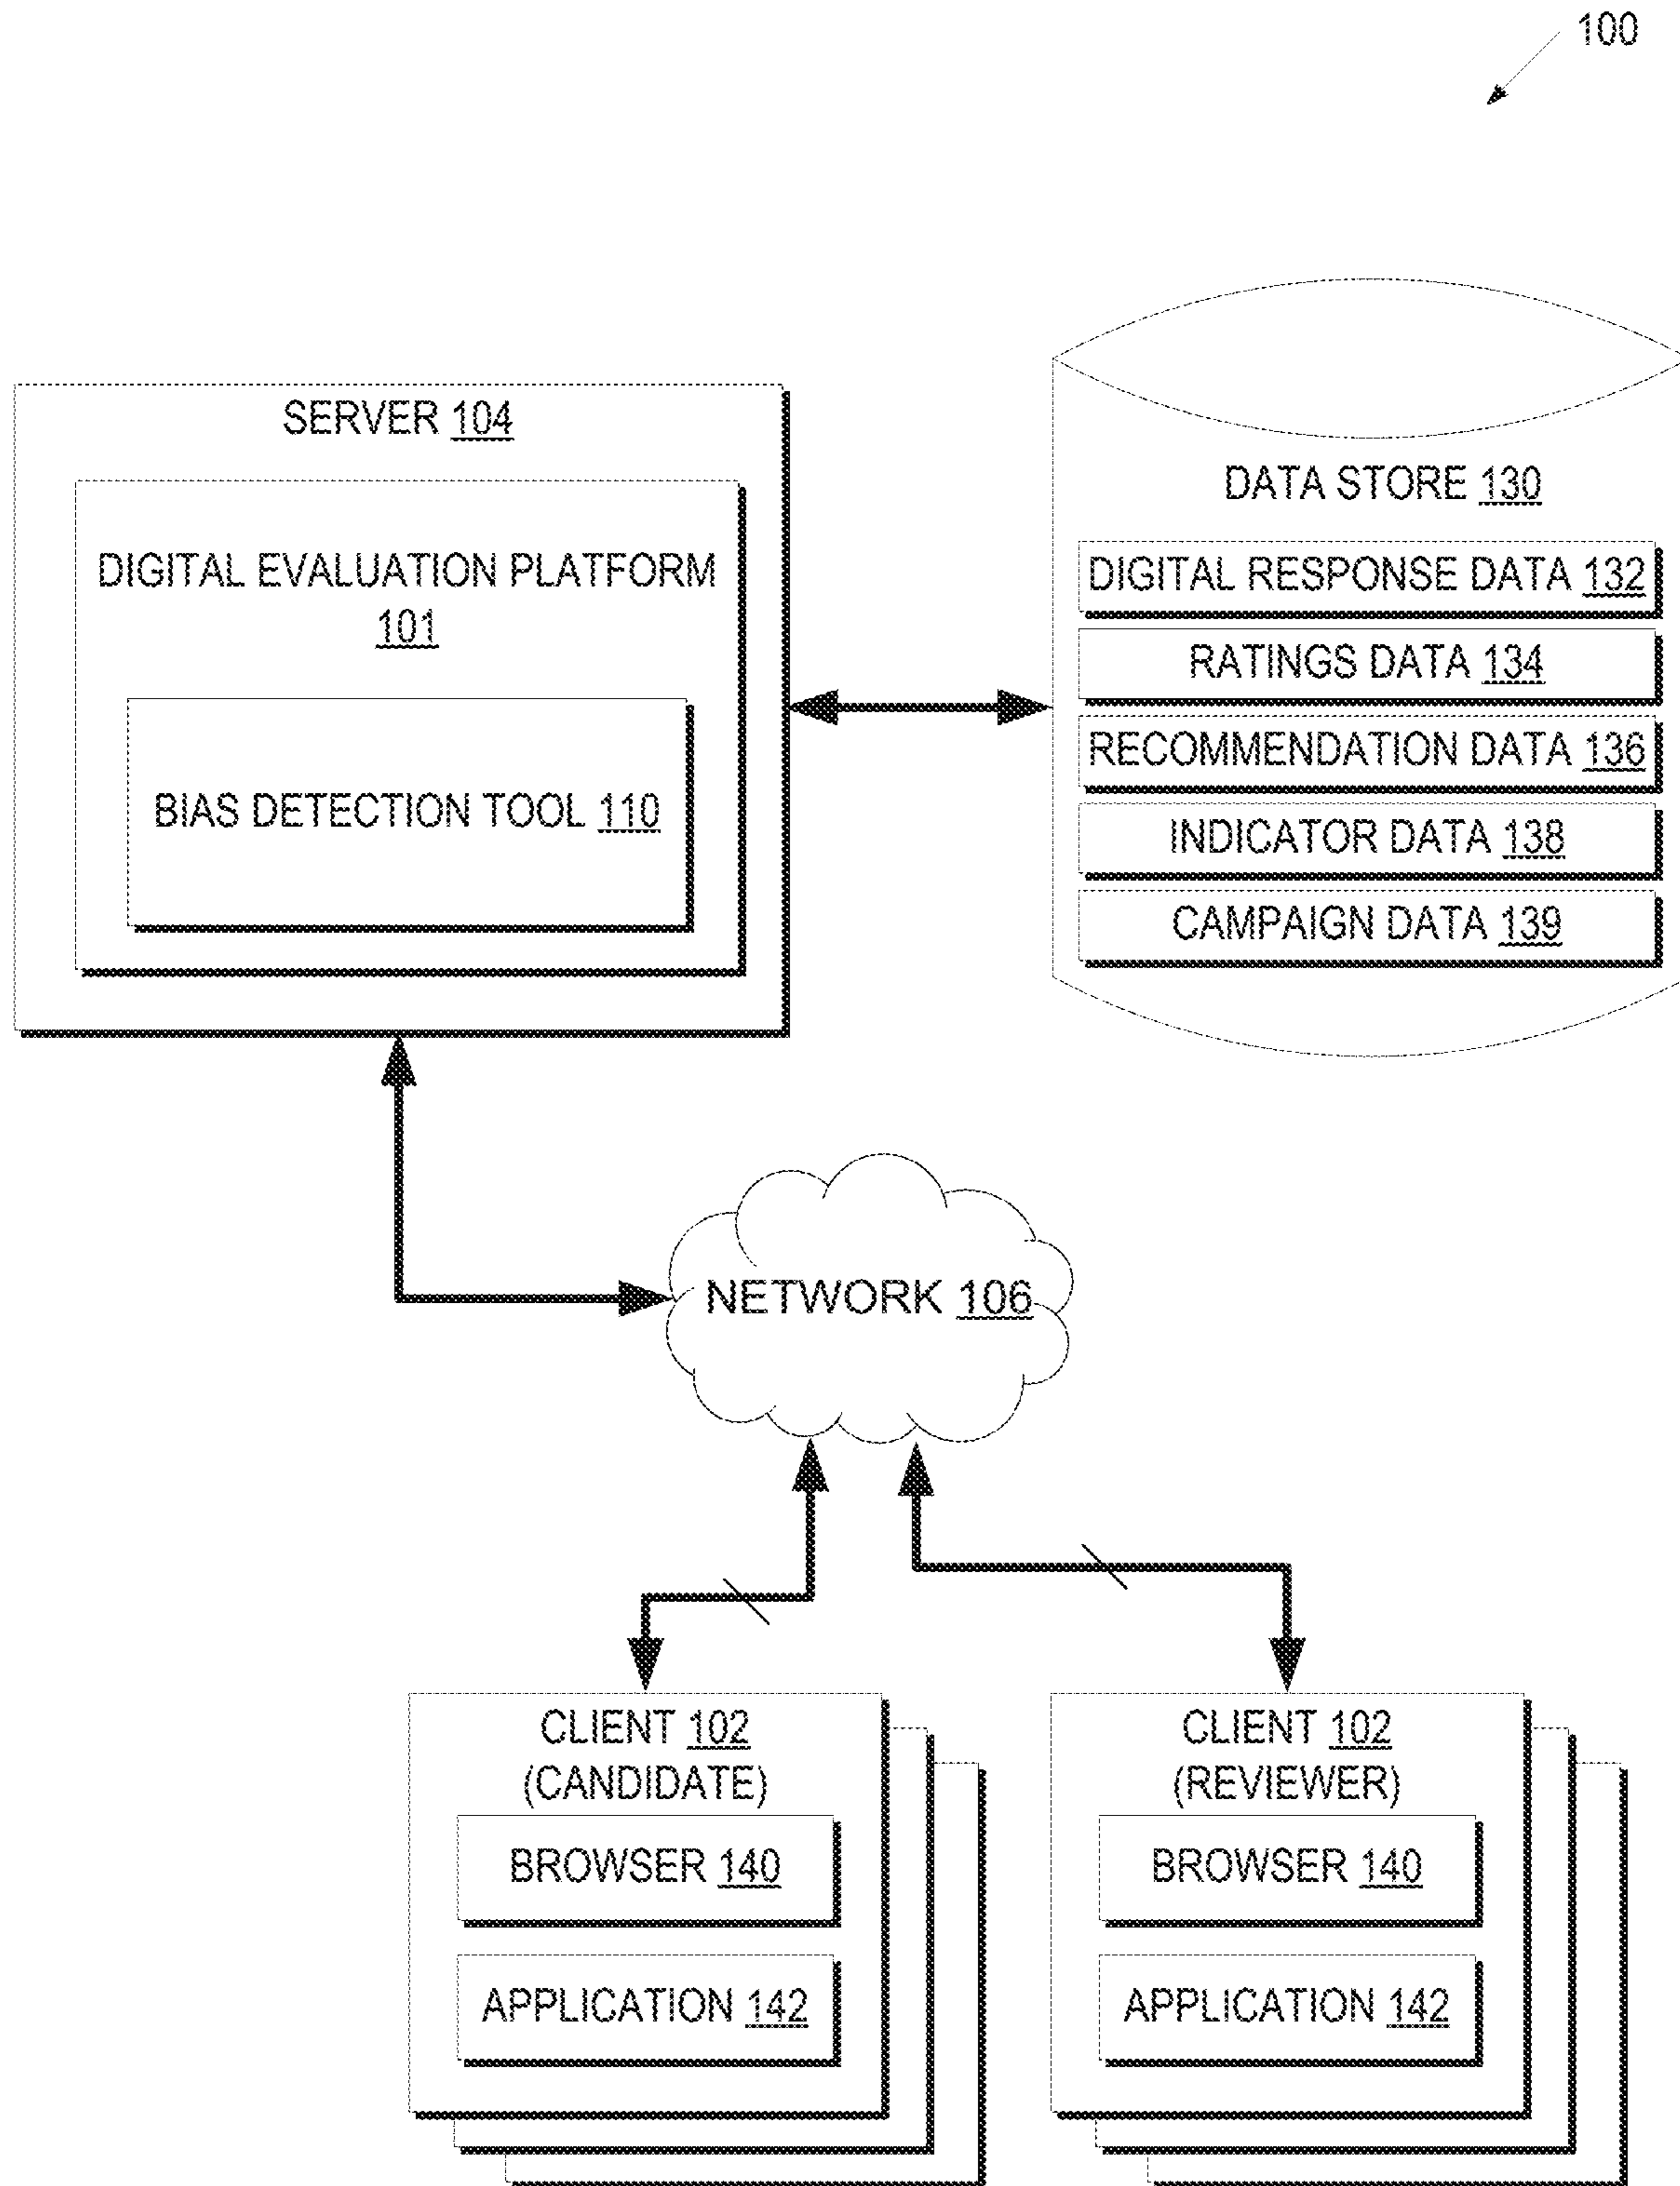 100
SERVER 104
DIGITAL EVALUATION PLATFORM
101
BIAS DETECTION TOOL 110
DATA STORE 130
DIGITAL RESPONSE DATA 132
RATINGS DATA 134
RECOMMENDATION DATA 136
INDICATOR DATA 138
CAMPAIGN DATA 139
NETWORK 106
CLIENT 102
(CANDIDATE)
BROWSER 140
APPLICATION 142
CLIENT 102
(REVIEWER)
BROWSER 140
APPLICATION 142